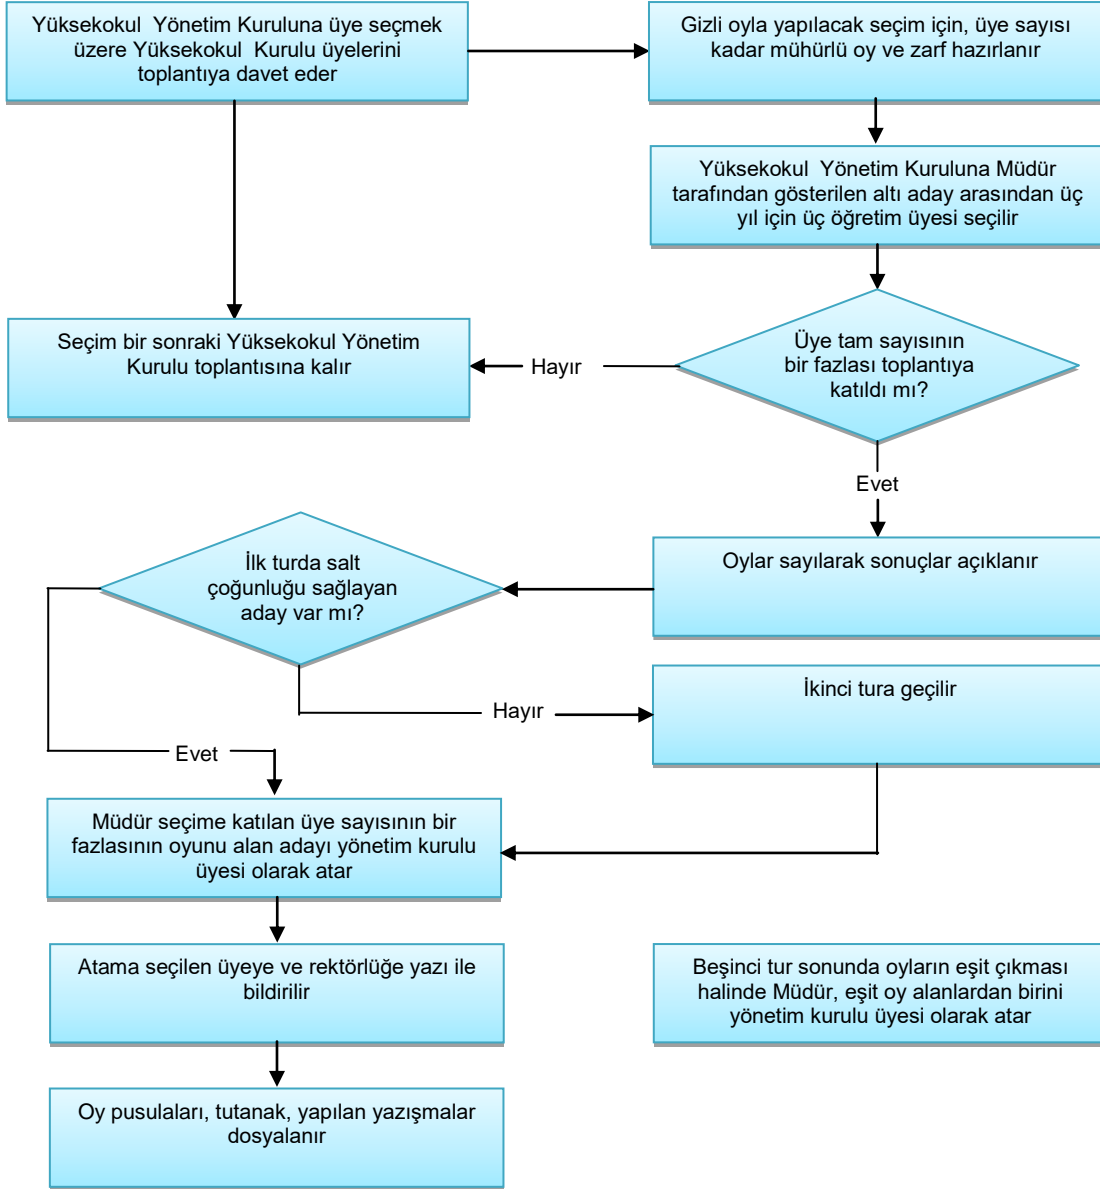 Yüksekokul Yönetim Kuruluna üye seçmek
üzere Yüksekokul Kurulu üyelerini
toplantıya davet eder
Gizli oyla yapılacak seçim için, üye sayısı
kadar mühürlü oy ve zarf hazırlanır
Yüksekokul Yönetim Kuruluna Müdür
tarafından gösterilen altı aday arasından üç
yıl için üç öğretim üyesi seçilir
Üye tam sayısının
bir fazlası toplantıya
katıldı mı?
Hayır
Seçim bir sonraki Yüksekokul Yönetim
Kurulu toplantısına kalır
Evet
Oylar sayılarak sonuçlar açıklanır
İlk turda salt
çoğunluğu sağlayan
aday var mı?
Hayır
İkinci tura geçilir
Evet
Müdür seçime katılan üye sayısının bir
fazlasının oyunu alan adayı yönetim kurulu
üyesi olarak atar
Atama seçilen üyeye ve rektörlüğe yazı ile
bildirilir
Beşinci tur sonunda oyların eşit çıkması
halinde Müdür, eşit oy alanlardan birini
yönetim kurulu üyesi olarak atar
Oy pusulaları, tutanak, yapılan yazışmalar
dosyalanır